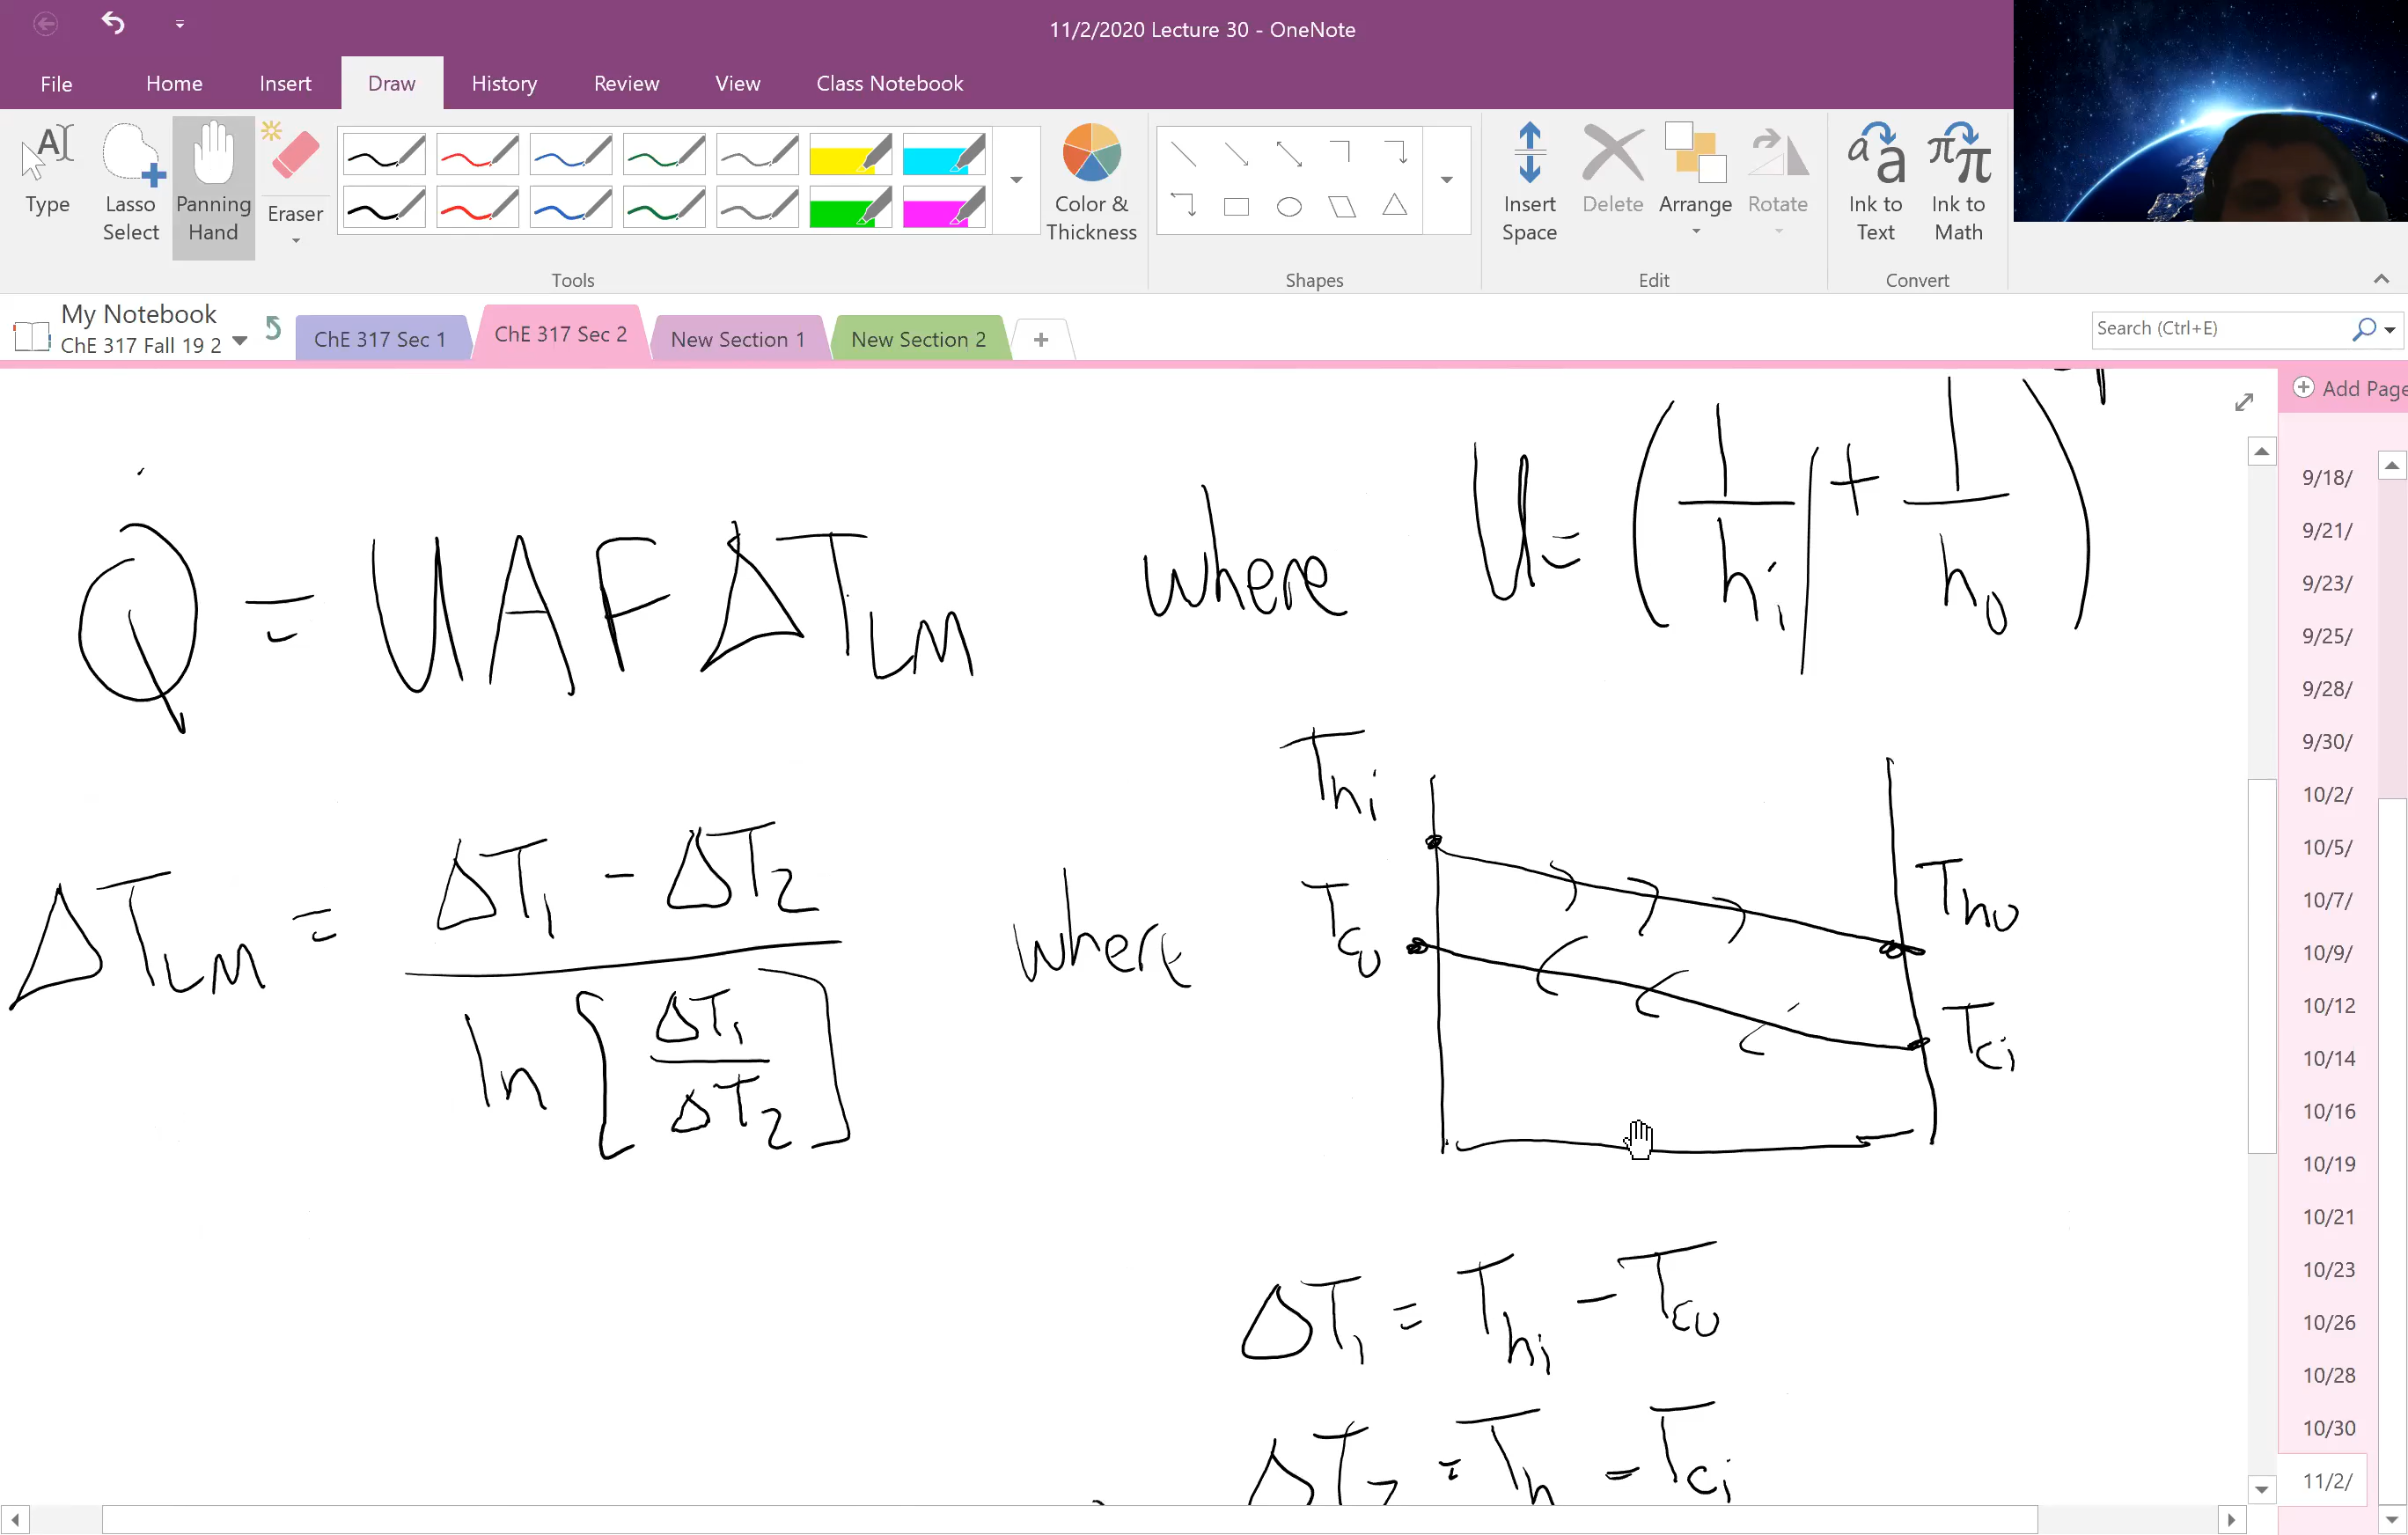 11/2/2020 Lecture 30 - OneNote
File Home Insert Draw History Review View Class Notebook
Type
Lasso Select
Panning Hand
Eraser
Color & Thickness
Insert Space
Delete
Arrange
Rotate
Ink to Text
Ink to Math
Tools Shapes Edit Convert
My Notebook
ChE 317 Fall 19 2
ChE 317 Sec 1 ChE 317 Sec 2 New Section 1 New Section 2 +
Search (Ctrl+E)
Add Page
Q̇ = UAFΔT_LM where U = (1/h_i + 1/h_o)
ΔT_LM = (ΔT_1 - ΔT_2) / ln[ΔT_1/ΔT_2] where
T_hi
T_co
T_ho
T_ci
ΔT_1 = T_hi - T_co
ΔT_2 = T_h - T_ci
9/18/
9/21/
9/23/
9/25/
9/28/
9/30/
10/2/
10/5/
10/7/
10/9/
10/12
10/14
10/16
10/19
10/21
10/23
10/26
10/28
10/30
11/2/